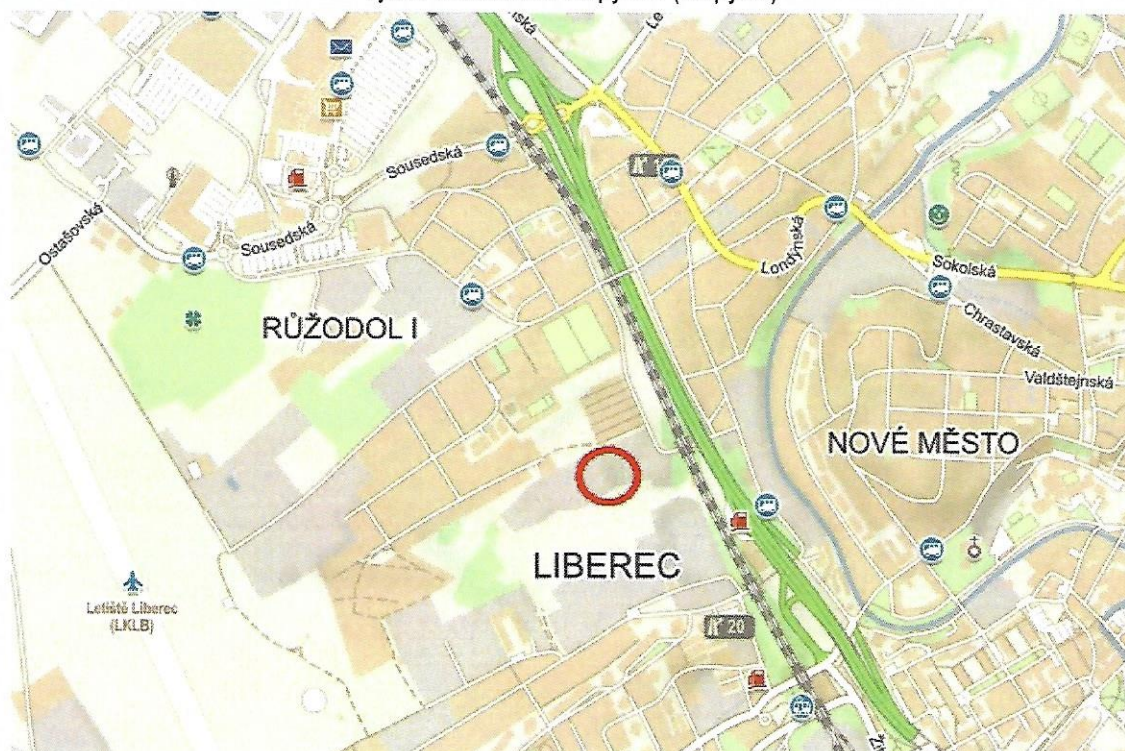 Sousedská
Ostašovská
Sousedská
RŮŽODOL I
Londýnská
Sokolská
Chrastavská
Valdštejnská
NOVÉ MĚSTO
LIBEREC
Letiště Liberec
(LKLB)
20